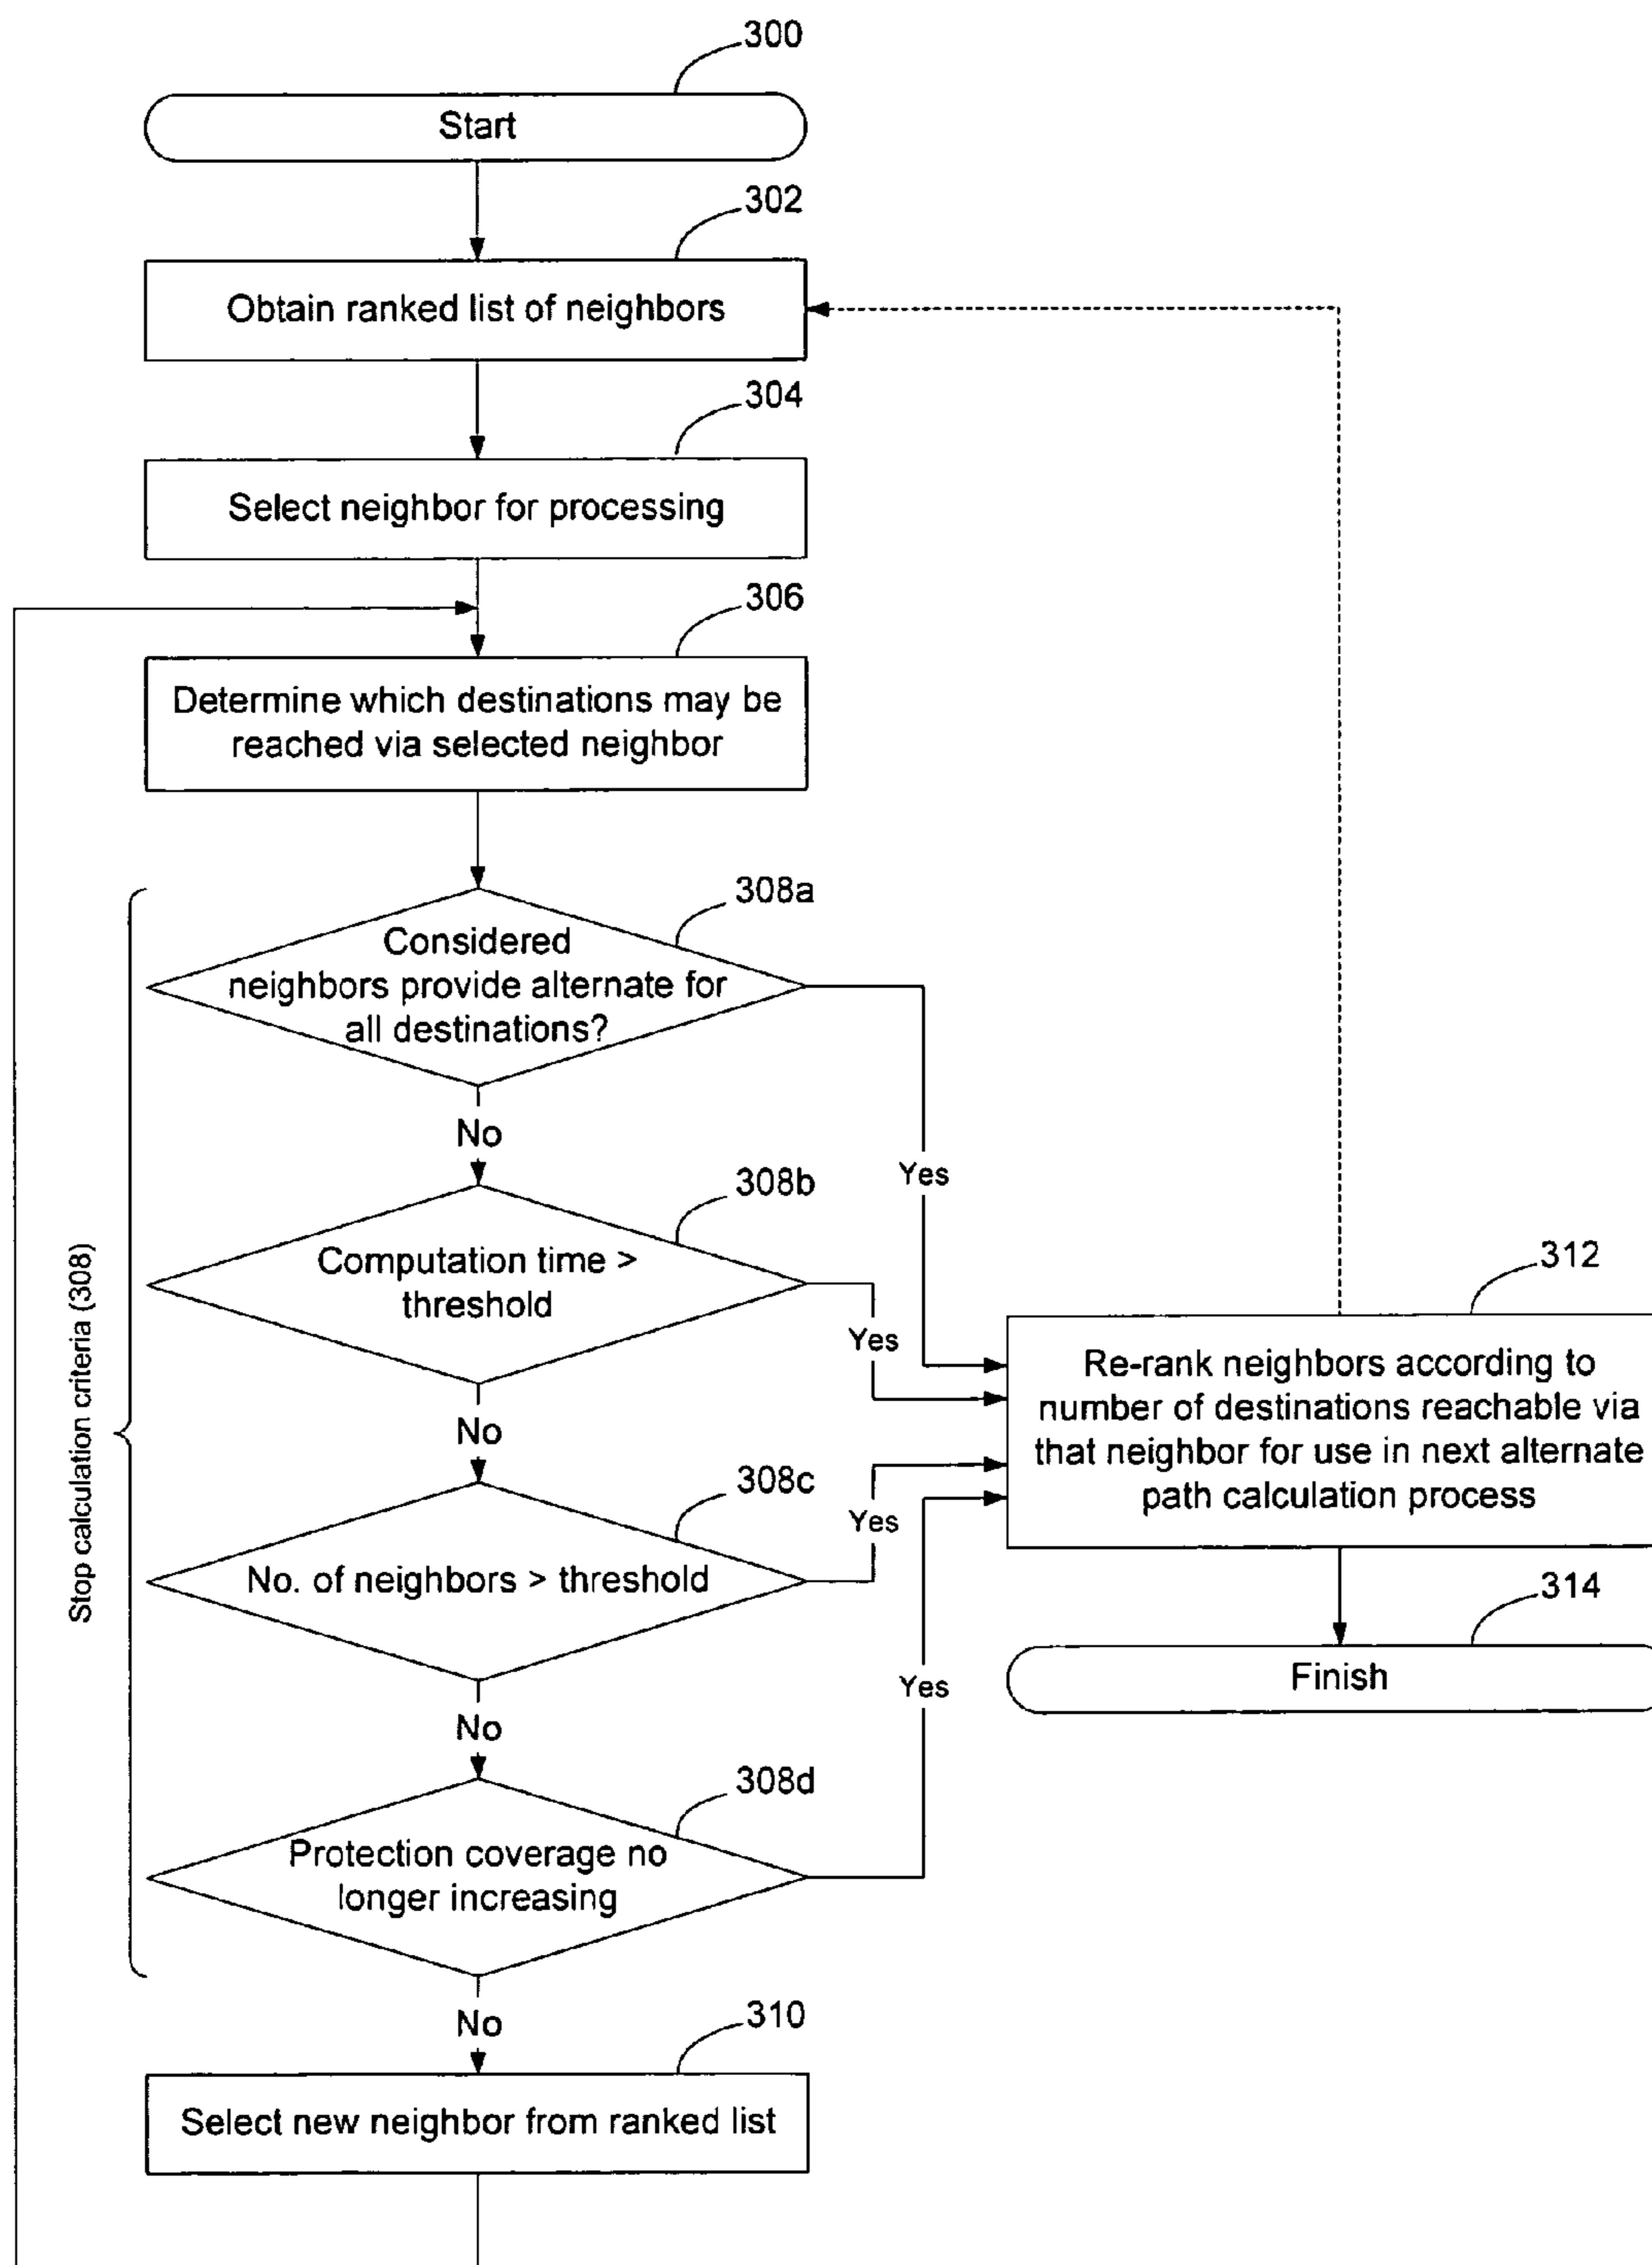 300
Start
302
Obtain ranked list of neighbors
304
Select neighbor for processing
306
Determine which destinations may be
reached via selected neighbor
308a
Considered
neighbors provide alternate for
all destinations?
No
Yes
308b
Computation time >
threshold
Yes
No
Stop calculation criteria (308)
308c
No. of neighbors > threshold
Yes
No
308d
Protection coverage no
longer increasing
Yes
No
310
Select new neighbor from ranked list
312
Re-rank neighbors according to
number of destinations reachable via
that neighbor for use in next alternate
path calculation process
314
Finish